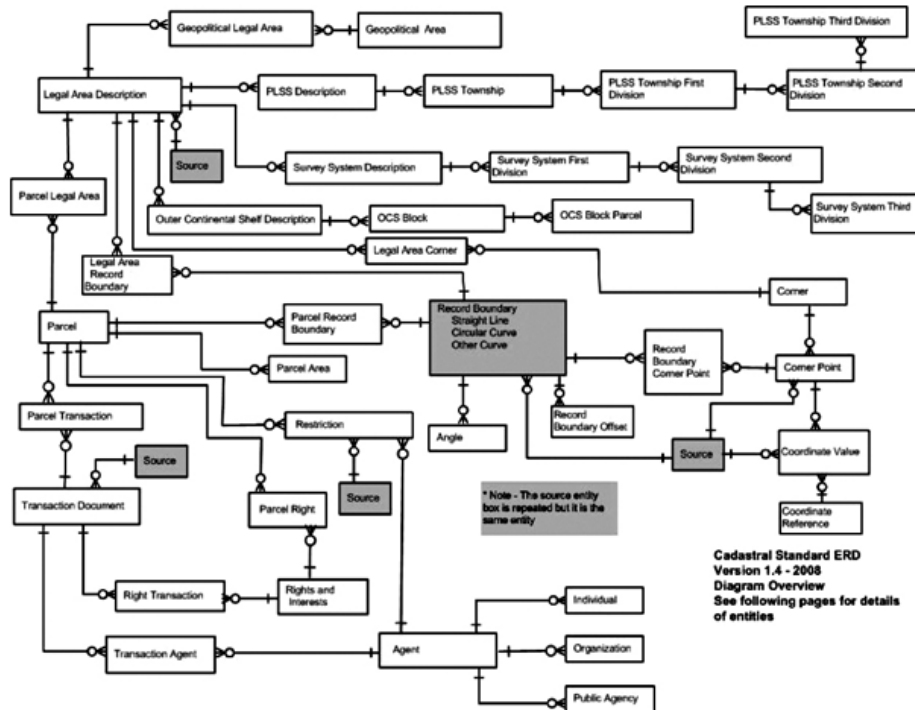 Geopolitical Legal Area
Geopolitical Area
PLSS Township Third Division
Legal Area Description
PLSS Description
PLSS Township
PLSS Township First
Division
PLSS Township Second
Division
Source
Survey System Description
Survey System First
Division
Survey System Second
Division
Parcel Legal Area
Survey System Third
Division
Outer Continental Shelf Description
OCS Block
OCS Block Parcel
Legal Area Corner
Legal Area
Record
Boundary
Corner
Parcel
Parcel Record
Boundary
Record Boundary
Straight Line
Circular Curve
Other Curve
Record
Boundary
Corner Point
Corner Point
Parcel Area
Parcel Transaction
Restriction
Angle
Record
Boundary Offset
Source
Source
Coordinate Value
Transaction Document
Parcel Right
Source
* Note - The source entity
box is repeated but it is the
same entity
Coordinate
Reference
Cadastral Standard ERD
Version 1.4 - 2008
Diagram Overview
See following pages for details
of entities
Right Transaction
Rights and
Interests
Individual
Transaction Agent
Agent
Organization
Public Agency